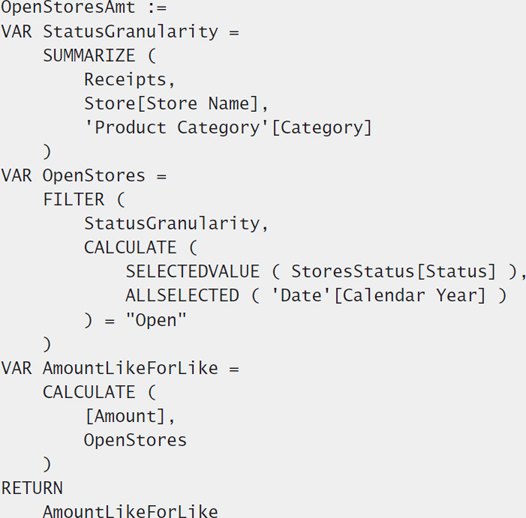 OpenStoresAmt :=
VAR StatusGranularity =
    SUMMARIZE (
        Receipts,
        Store[Store Name],
        'Product Category'[Category]
    )
VAR OpenStores =
    FILTER (
        StatusGranularity,
        CALCULATE (
            SELECTEDVALUE ( StoresStatus[Status] ),
            ALLSELECTED ( 'Date'[Calendar Year] )
        ) = "Open"
    )
VAR AmountLikeForLike =
    CALCULATE (
        [Amount],
        OpenStores
    )
RETURN
    AmountLikeForLike